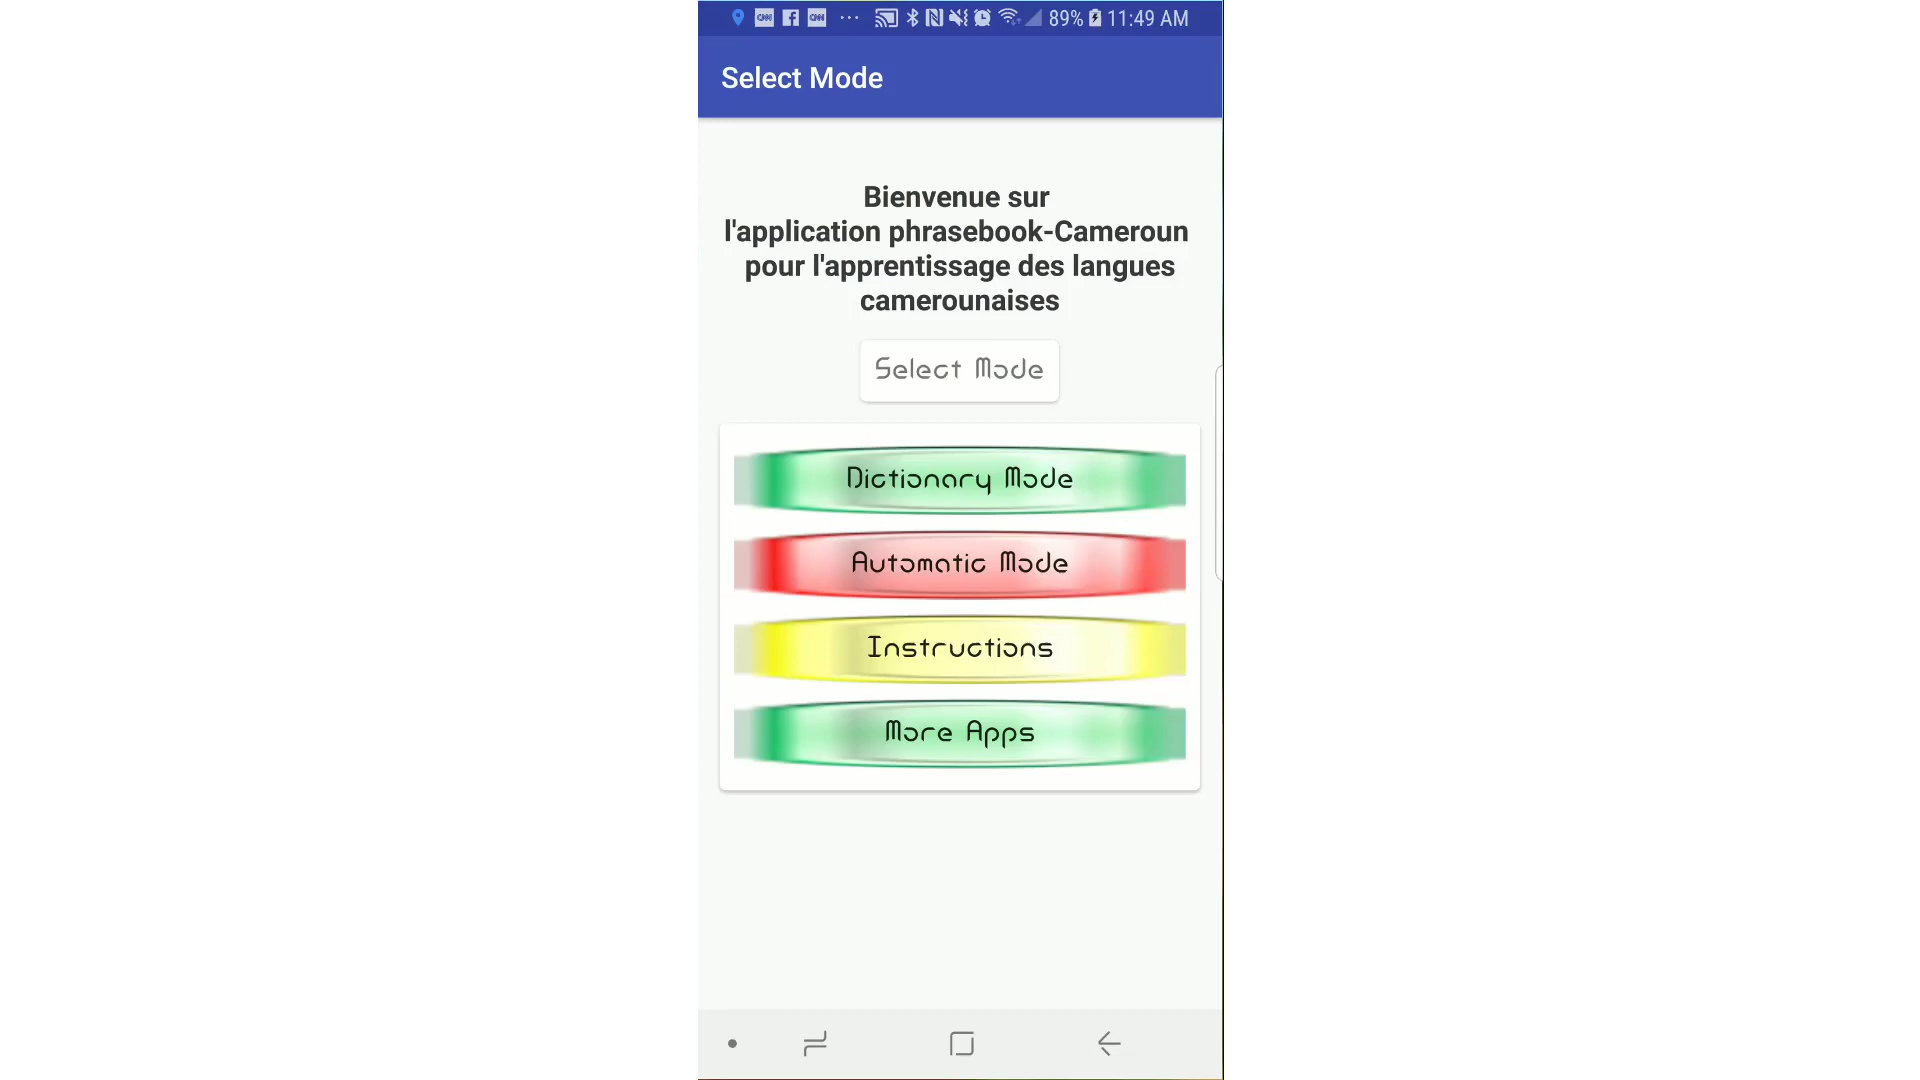 89% 11:49 AM
Select Mode
Bienvenue sur
l'application phrasebook-Cameroun
pour l'apprentissage des langues
camerounaises
Select Mode
Dictionary Mode
Automatic Mode
Instructions
More Apps